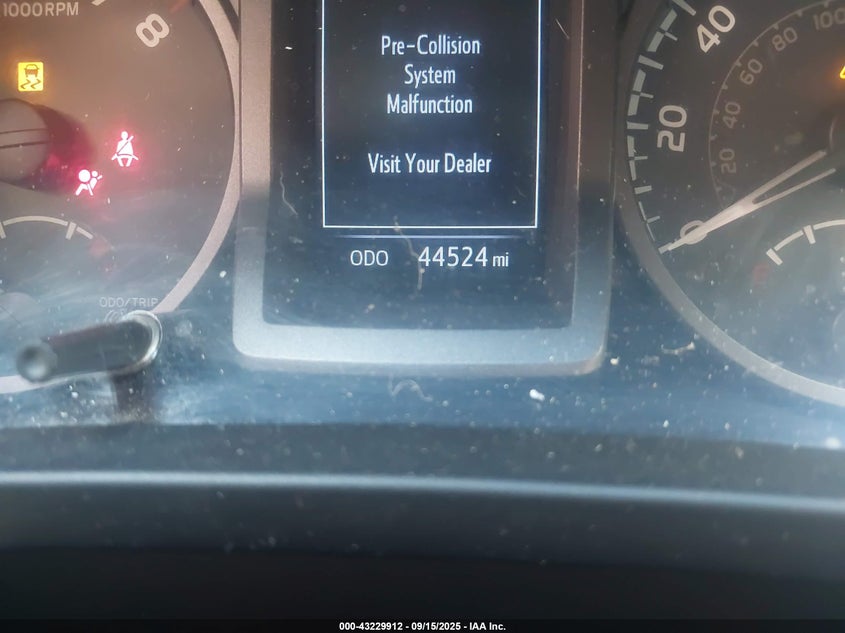 1000RPM
8
Pre-Collision
System
Malfunction
Visit Your Dealer
ODO 44524 mi
ODO/TRIP
40
20
0
100
80
60
40
20
000-43229912 - 09/15/2025 - IAA Inc.